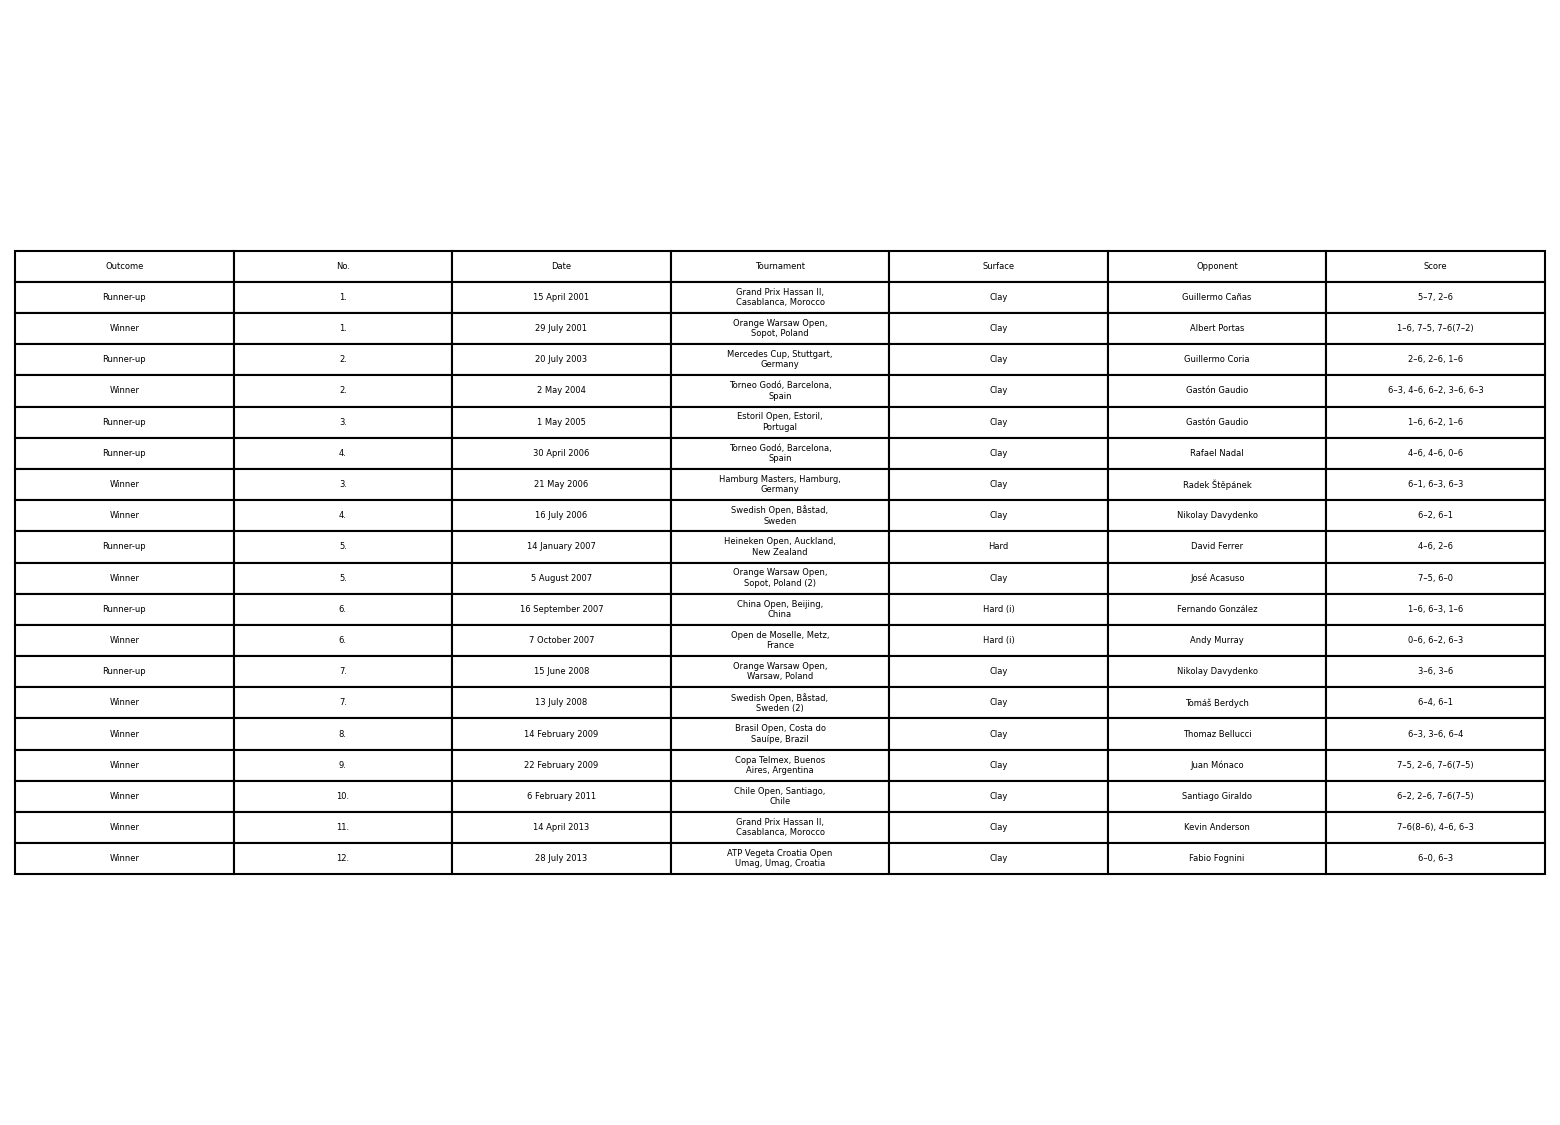 Outcome No. Date Tournament Surface Opponent Score
Runner-up 1. 15 April 2001 Grand Prix Hassan II, Casablanca, Morocco Clay Guillermo Cañas 5–7, 2–6
Winner 1. 29 July 2001 Orange Warsaw Open, Sopot, Poland Clay Albert Portas 1–6, 7–5, 7–6(7–2)
Runner-up 2. 20 July 2003 Mercedes Cup, Stuttgart, Germany Clay Guillermo Coria 2–6, 2–6, 1–6
Winner 2. 2 May 2004 Torneo Godó, Barcelona, Spain Clay Gastón Gaudio 6–3, 4–6, 6–2, 3–6, 6–3
Runner-up 3. 1 May 2005 Estoril Open, Estoril, Portugal Clay Gastón Gaudio 1–6, 6–2, 1–6
Runner-up 4. 30 April 2006 Torneo Godó, Barcelona, Spain Clay Rafael Nadal 4–6, 4–6, 0–6
Winner 3. 21 May 2006 Hamburg Masters, Hamburg, Germany Clay Radek Štěpánek 6–1, 6–3, 6–3
Winner 4. 16 July 2006 Swedish Open, Båstad, Sweden Clay Nikolay Davydenko 6–2, 6–1
Runner-up 5. 14 January 2007 Heineken Open, Auckland, New Zealand Hard David Ferrer 4–6, 2–6
Winner 5. 5 August 2007 Orange Warsaw Open, Sopot, Poland (2) Clay José Acasuso 7–5, 6–0
Runner-up 6. 16 September 2007 China Open, Beijing, China Hard (i) Fernando González 1–6, 6–3, 1–6
Winner 6. 7 October 2007 Open de Moselle, Metz, France Hard (i) Andy Murray 0–6, 6–2, 6–3
Runner-up 7. 15 June 2008 Orange Warsaw Open, Warsaw, Poland Clay Nikolay Davydenko 3–6, 3–6
Winner 7. 13 July 2008 Swedish Open, Båstad, Sweden (2) Clay Tomáš Berdych 6–4, 6–1
Winner 8. 14 February 2009 Brasil Open, Costa do Sauípe, Brazil Clay Thomaz Bellucci 6–3, 3–6, 6–4
Winner 9. 22 February 2009 Copa Telmex, Buenos Aires, Argentina Clay Juan Mónaco 7–5, 2–6, 7–6(7–5)
Winner 10. 6 February 2011 Chile Open, Santiago, Chile Clay Santiago Giraldo 6–2, 2–6, 7–6(7–5)
Winner 11. 14 April 2013 Grand Prix Hassan II, Casablanca, Morocco Clay Kevin Anderson 7–6(8–6), 4–6, 6–3
Winner 12. 28 July 2013 ATP Vegeta Croatia Open Umag, Umag, Croatia Clay Fabio Fognini 6–0, 6–3